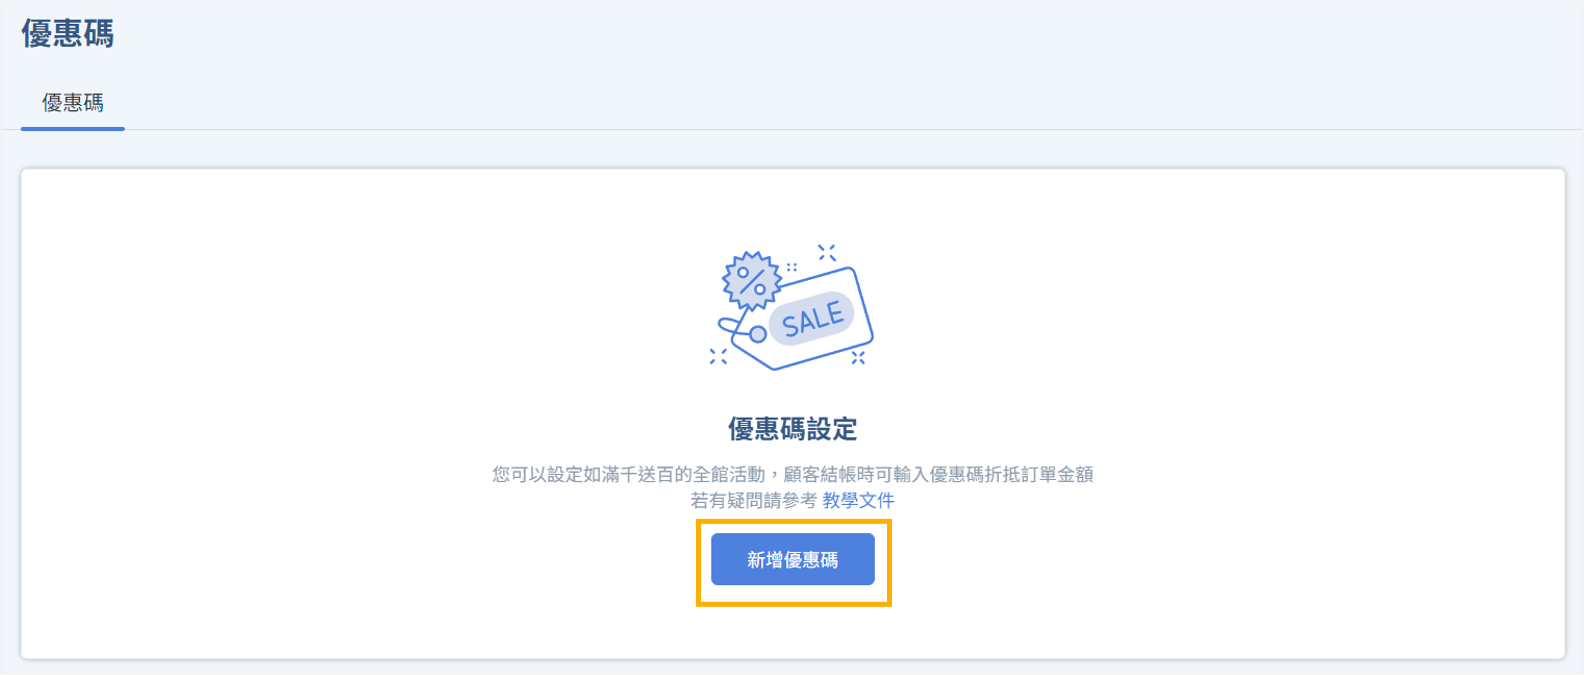 優惠碼
優惠碼
SALE
優惠碼設定
您可以設定如滿千送百的全館活動，顧客結帳時可輸入優惠碼折抵訂單金額
若有疑問請參考 教學文件
新增優惠碼